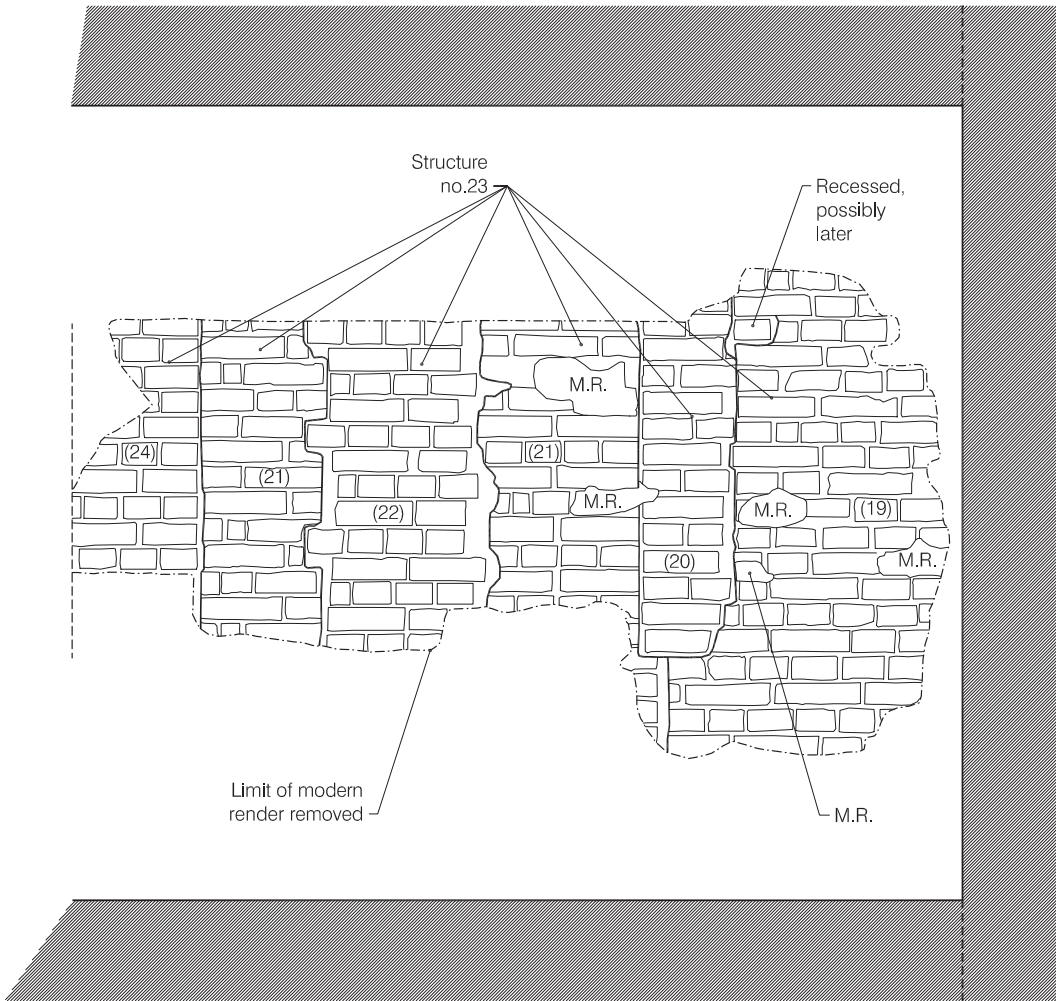 Structure
no.23
Recessed,
possibly
later
M.R.
(24)
(21)
(21)
M.R.
M.R.
(22)
(19)
(20)
M.R.
Limit of modern
render removed
M.R.